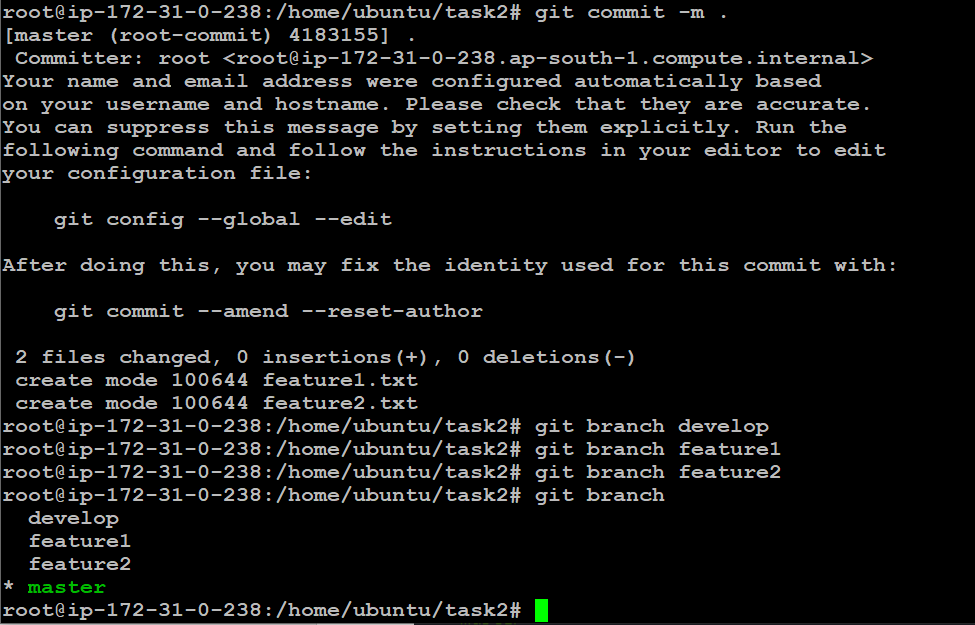 root@ip-172-31-0-238:/home/ubuntu/task2# git commit -m .
[master (root-commit) 4183155] .
 Committer: root <root@ip-172-31-0-238.ap-south-1.compute.internal>
Your name and email address were configured automatically based
on your username and hostname. Please check that they are accurate.
You can suppress this message by setting them explicitly. Run the
following command and follow the instructions in your editor to edit
your configuration file:

    git config --global --edit

After doing this, you may fix the identity used for this commit with:

    git commit --amend --reset-author

 2 files changed, 0 insertions(+), 0 deletions(-)
 create mode 100644 feature1.txt
 create mode 100644 feature2.txt
root@ip-172-31-0-238:/home/ubuntu/task2# git branch develop
root@ip-172-31-0-238:/home/ubuntu/task2# git branch feature1
root@ip-172-31-0-238:/home/ubuntu/task2# git branch feature2
root@ip-172-31-0-238:/home/ubuntu/task2# git branch
  develop
  feature1
  feature2
* master
root@ip-172-31-0-238:/home/ubuntu/task2#